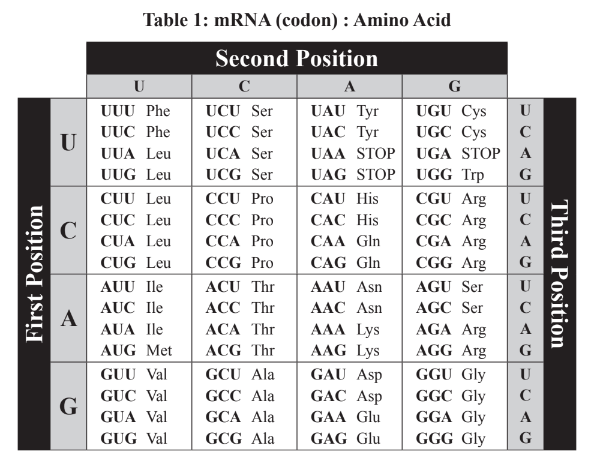 Table 1: mRNA (codon) : Amino Acid
Second Position
U C A G
First Position
Third Position
U
UUU Phe UCU Ser UAU Tyr UGU Cys U
UUC Phe UCC Ser UAC Tyr UGC Cys C
UUA Leu UCA Ser UAA STOP UGA STOP A
UUG Leu UCG Ser UAG STOP UGG Trp G
C
CUU Leu CCU Pro CAU His CGU Arg U
CUC Leu CCC Pro CAC His CGC Arg C
CUA Leu CCA Pro CAA Gln CGA Arg A
CUG Leu CCG Pro CAG Gln CGG Arg G
A
AUU Ile ACU Thr AAU Asn AGU Ser U
AUC Ile ACC Thr AAC Asn AGC Ser C
AUA Ile ACA Thr AAA Lys AGA Arg A
AUG Met ACG Thr AAG Lys AGG Arg G
G
GUU Val GCU Ala GAU Asp GGU Gly U
GUC Val GCC Ala GAC Asp GGC Gly C
GUA Val GCA Ala GAA Glu GGA Gly A
GUG Val GCG Ala GAG Glu GGG Gly G